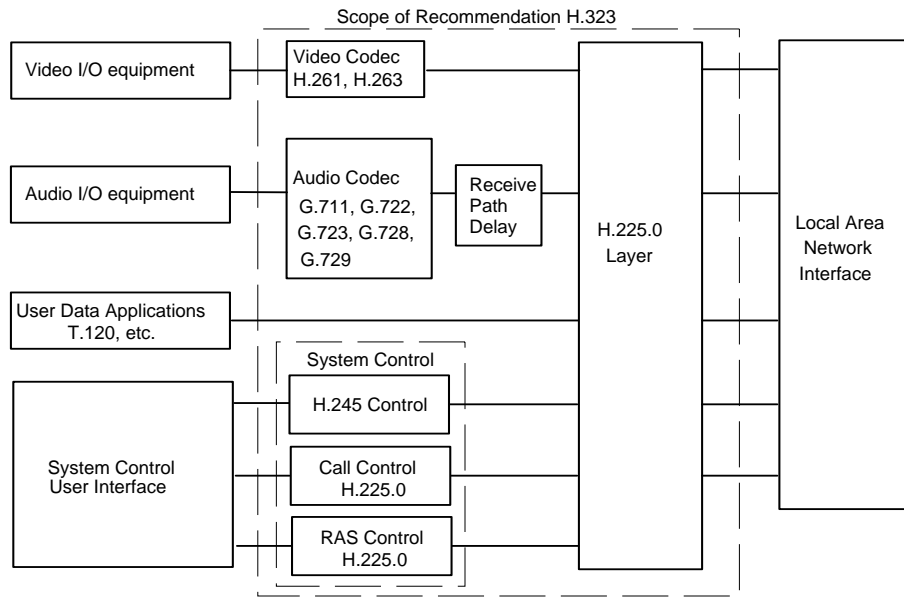 Scope of Recommendation H.323
Video I/O equipment
Video Codec
H.261, H.263
Audio I/O equipment
Audio Codec
G.711, G.722,
G.723, G.728,
G.729
Receive
Path
Delay
H.225.0
Layer
Local Area
Network
Interface
User Data Applications
T.120, etc.
System Control
H.245 Control
System Control
User Interface
Call Control
H.225.0
RAS Control
H.225.0